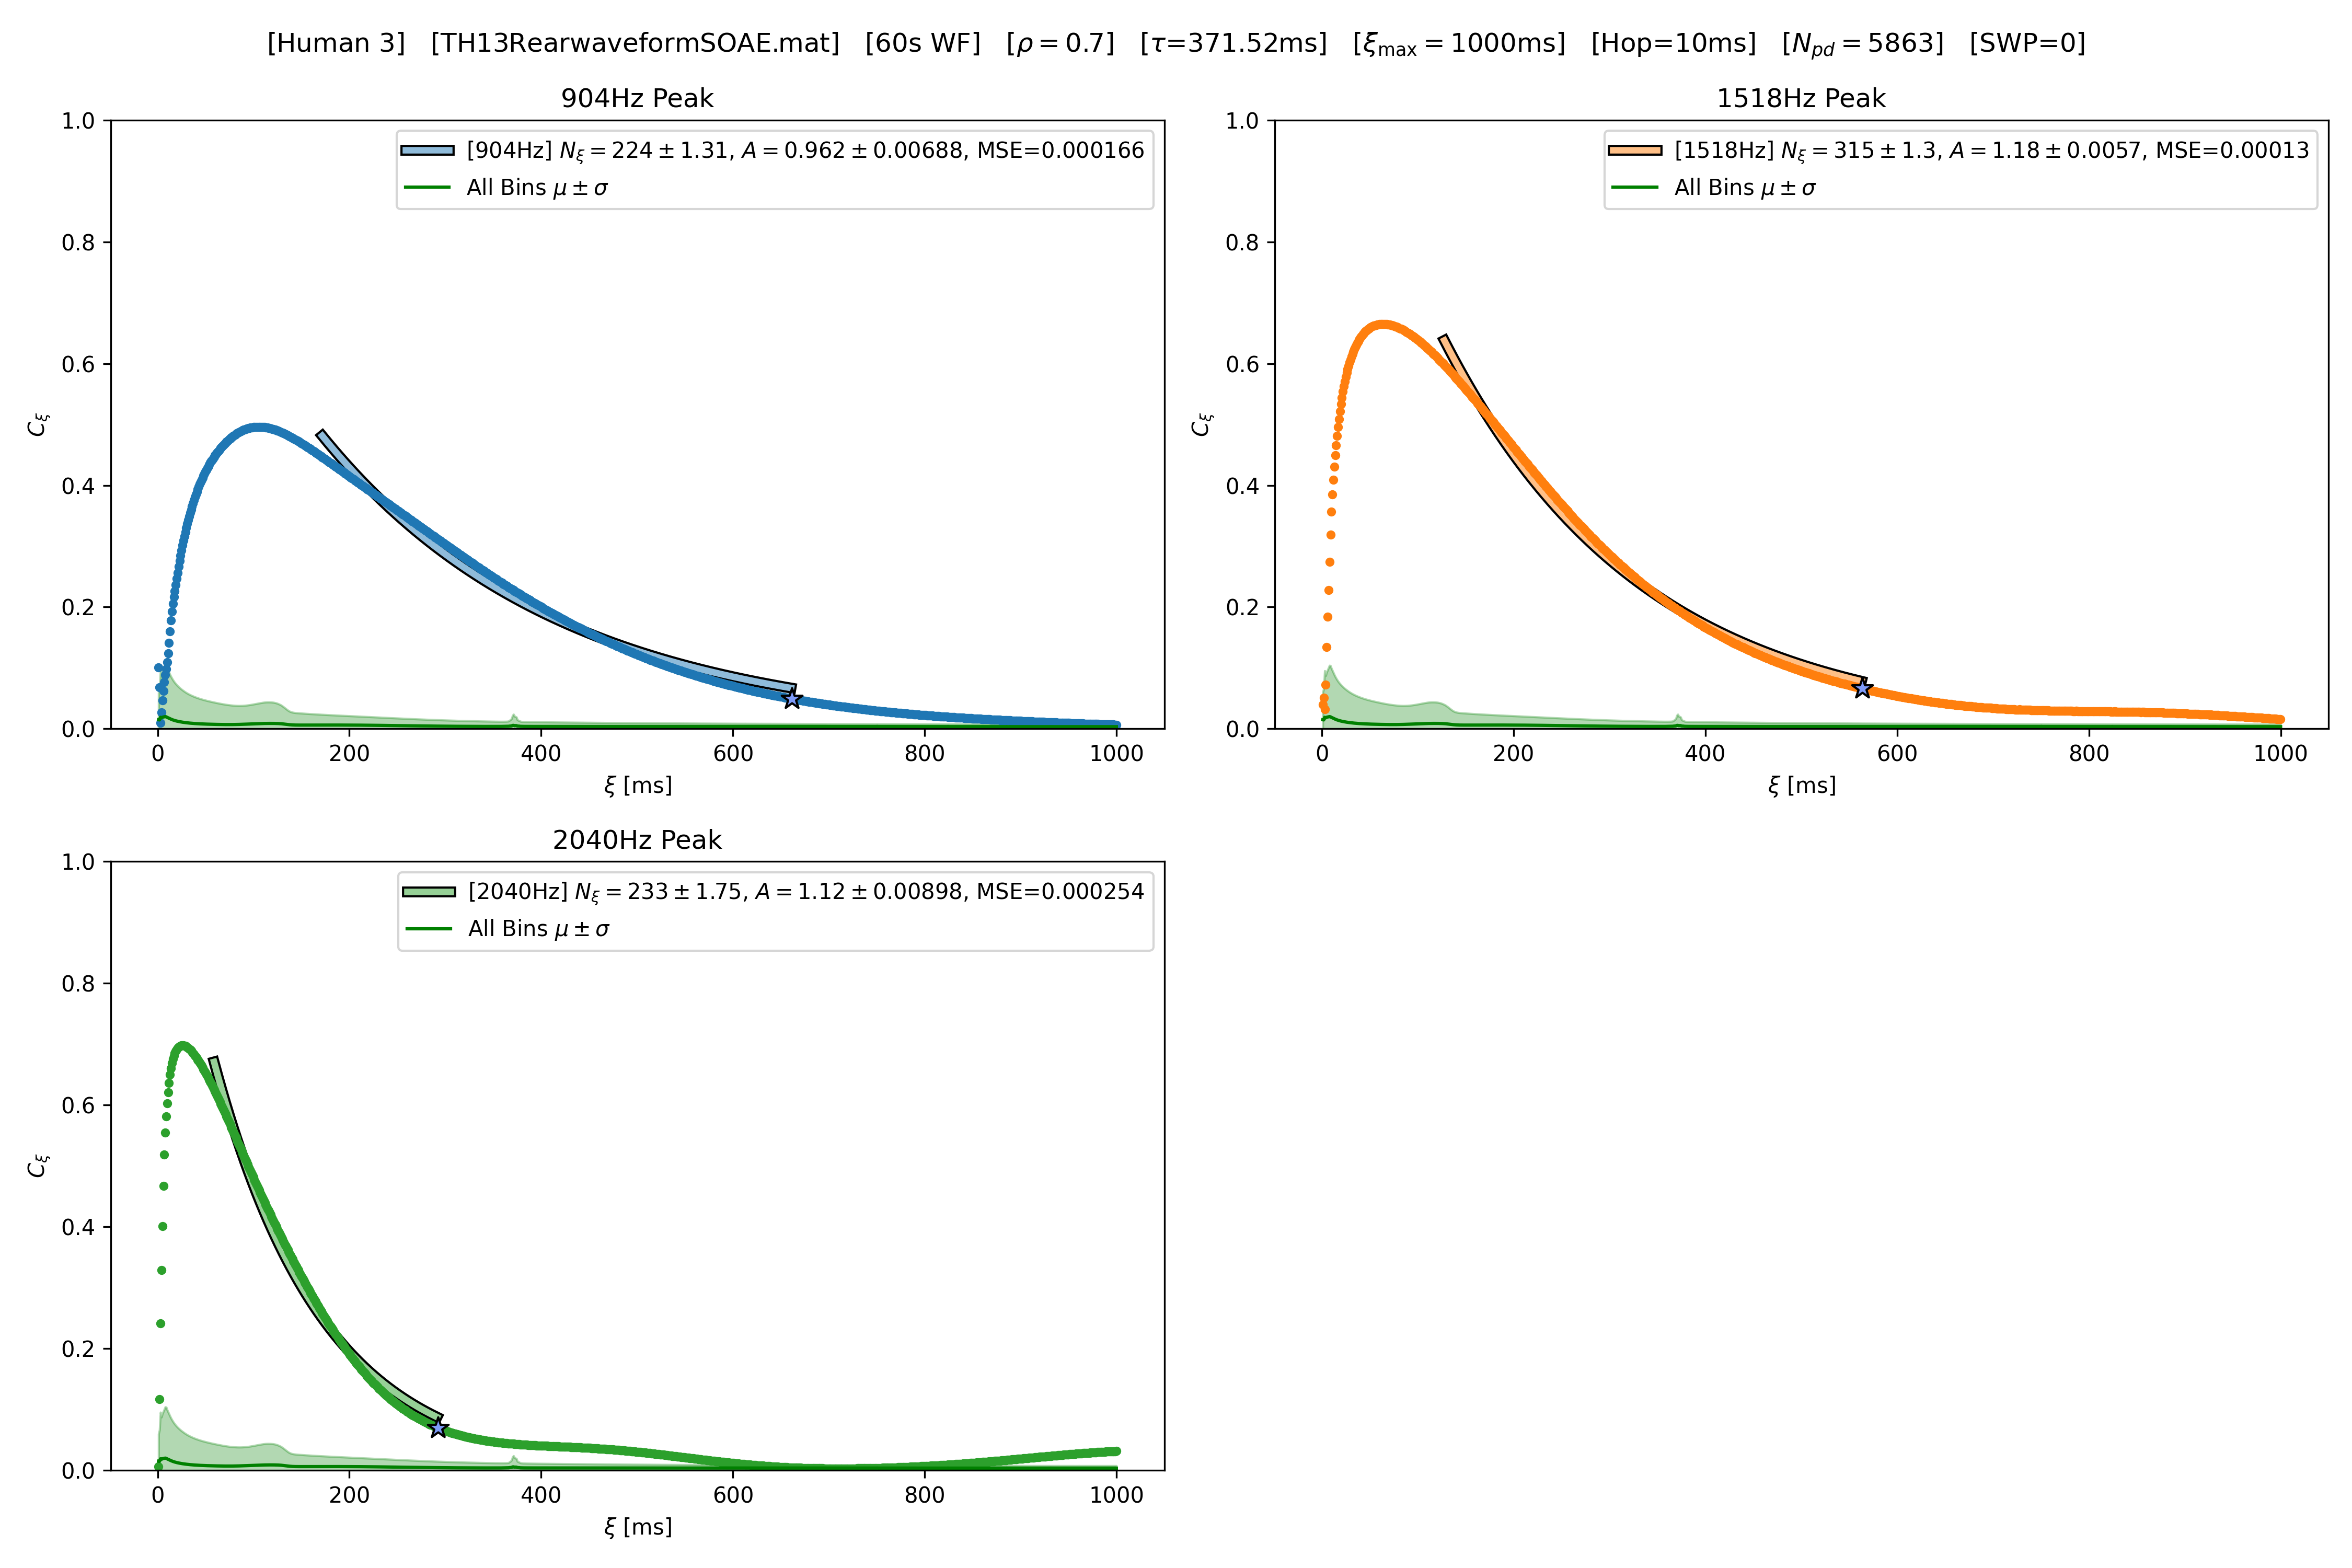 [Human 3] [TH13RearwaveformSOAE.mat] [60s WF] [ρ = 0.7] [τ=371.52ms] [ξmax = 1000ms] [Hop=10ms] [Npd = 5863] [SWP=0]
904Hz Peak
1.0
0.8
0.6
0.4
0.2
0.0
Cξ
[904Hz] Nξ = 224 ± 1.31, A = 0.962 ± 0.00688, MSE=0.000166
All Bins μ ± σ
0 200 400 600 800 1000
ξ [ms]
1518Hz Peak
1.0
0.8
0.6
0.4
0.2
0.0
Cξ
[1518Hz] Nξ = 315 ± 1.3, A = 1.18 ± 0.0057, MSE=0.00013
All Bins μ ± σ
0 200 400 600 800 1000
ξ [ms]
2040Hz Peak
1.0
0.8
0.6
0.4
0.2
0.0
Cξ
[2040Hz] Nξ = 233 ± 1.75, A = 1.12 ± 0.00898, MSE=0.000254
All Bins μ ± σ
0 200 400 600 800 1000
ξ [ms]